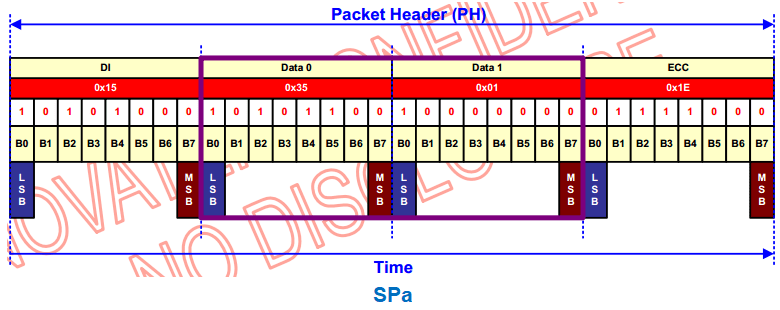 Packet Header (PH)
DI Data 0 Data 1 ECC
0x15 0x35 0x01 0x1E
1 0 1 0 1 0 0 0 1 0 1 0 1 1 0 0 1 0 0 0 0 0 0 0 0 1 1 1 1 0 0 0
B0 B1 B2 B3 B4 B5 B6 B7 B0 B1 B2 B3 B4 B5 B6 B7 B0 B1 B2 B3 B4 B5 B6 B7 B0 B1 B2 B3 B4 B5 B6 B7
LSB MSB LSB MSB LSB MSB LSB MSB
Time
SPa
NO DISCLOSURE